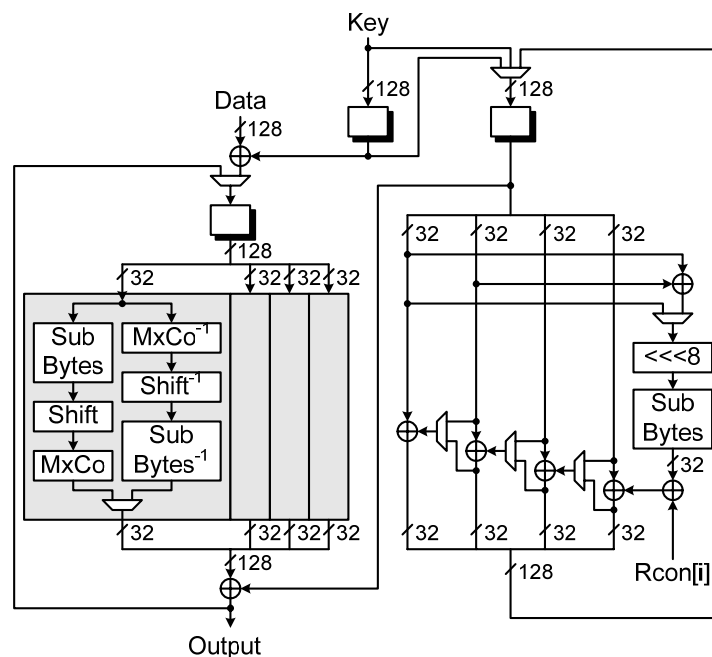 Key
128
128
Data
128
128
32
32
32
32
32
32
32
32
Sub
Bytes
MxCo-1
Shift
Shift-1
MxCo
Sub
Bytes-1
<<<8
Sub
Bytes
32
32
32
32
32
32
32
32
32
128
128
Rcon[i]
Output